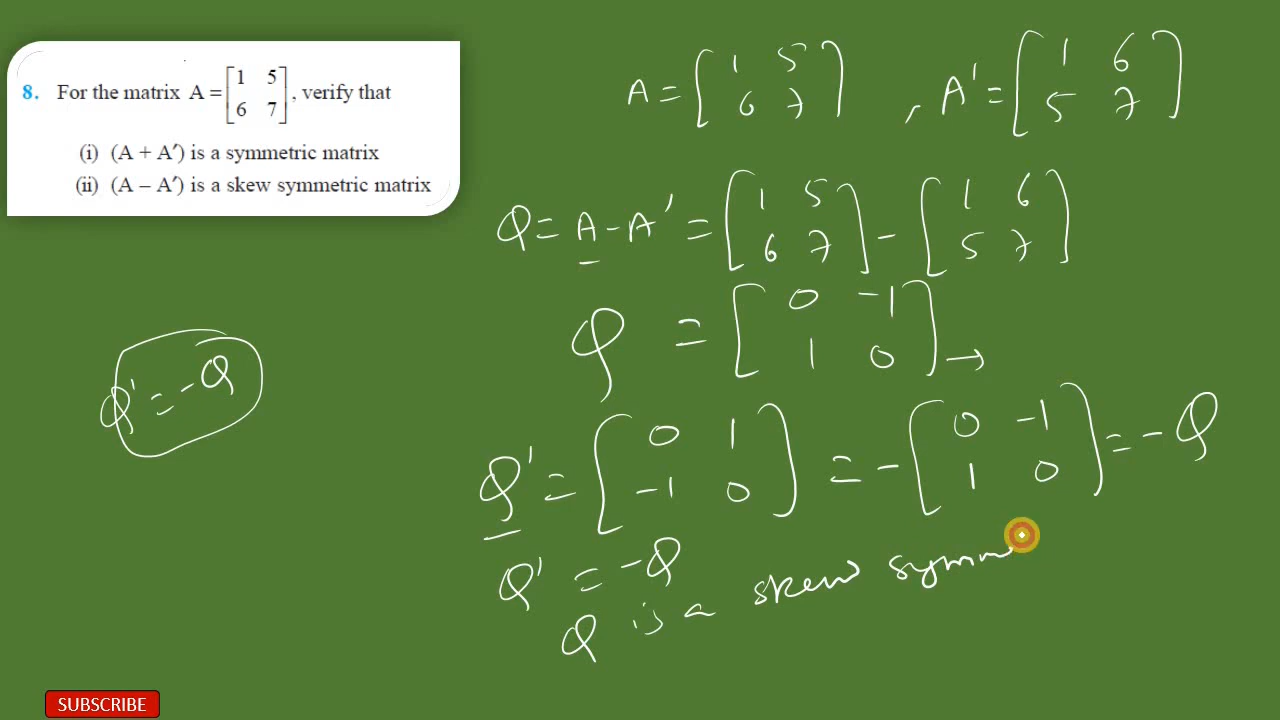 8. For the matrix A = [1 5
6 7], verify that
(i) (A + A′) is a symmetric matrix
(ii) (A – A′) is a skew symmetric matrix
A = [1 5
6 7] , A' = [1 6
5 7]
Q = A - A' = [1 5
6 7] - [1 6
5 7]
Q = [0 -1
1 0] →
Q' = -Q
Q' = [0 1
-1 0] = - [0 -1
1 0] = - Q
Q' = -Q
Q is a skew symm
SUBSCRIBE